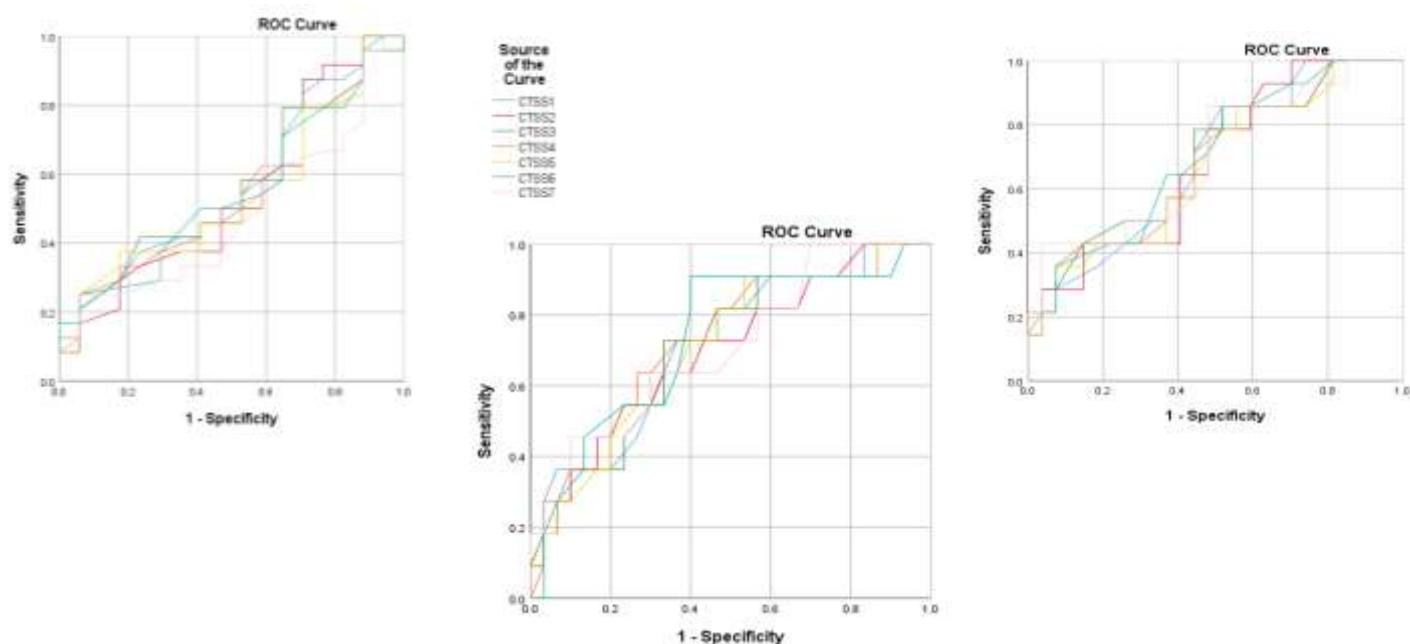 ROC Curve
1.0
0.8
0.6
0.4
0.2
0.0
Sensitivity
0.0 0.2 0.4 0.6 0.8 1.0
1 - Specificity
Source
of the
Curve
CTSS1
CTSS2
CTSS3
CTSS4
CTSS5
CTSS6
CTSS7
ROC Curve
1.0
0.8
0.6
0.4
0.2
0.0
Sensitivity
0.0 0.2 0.4 0.6 0.8 1.0
1 - Specificity
ROC Curve
1.0
0.8
0.6
0.4
0.2
0.0
Sensitivity
0.0 0.2 0.4 0.6 0.8 1.0
1 - Specificity